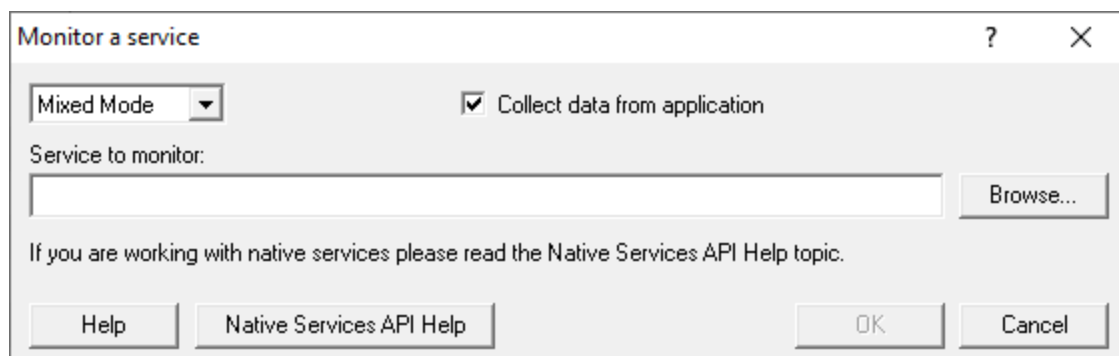 Monitor a service
?
Mixed Mode
Collect data from application
Service to monitor:
Browse...
If you are working with native services please read the Native Services API Help topic.
Help
Native Services API Help
OK
Cancel